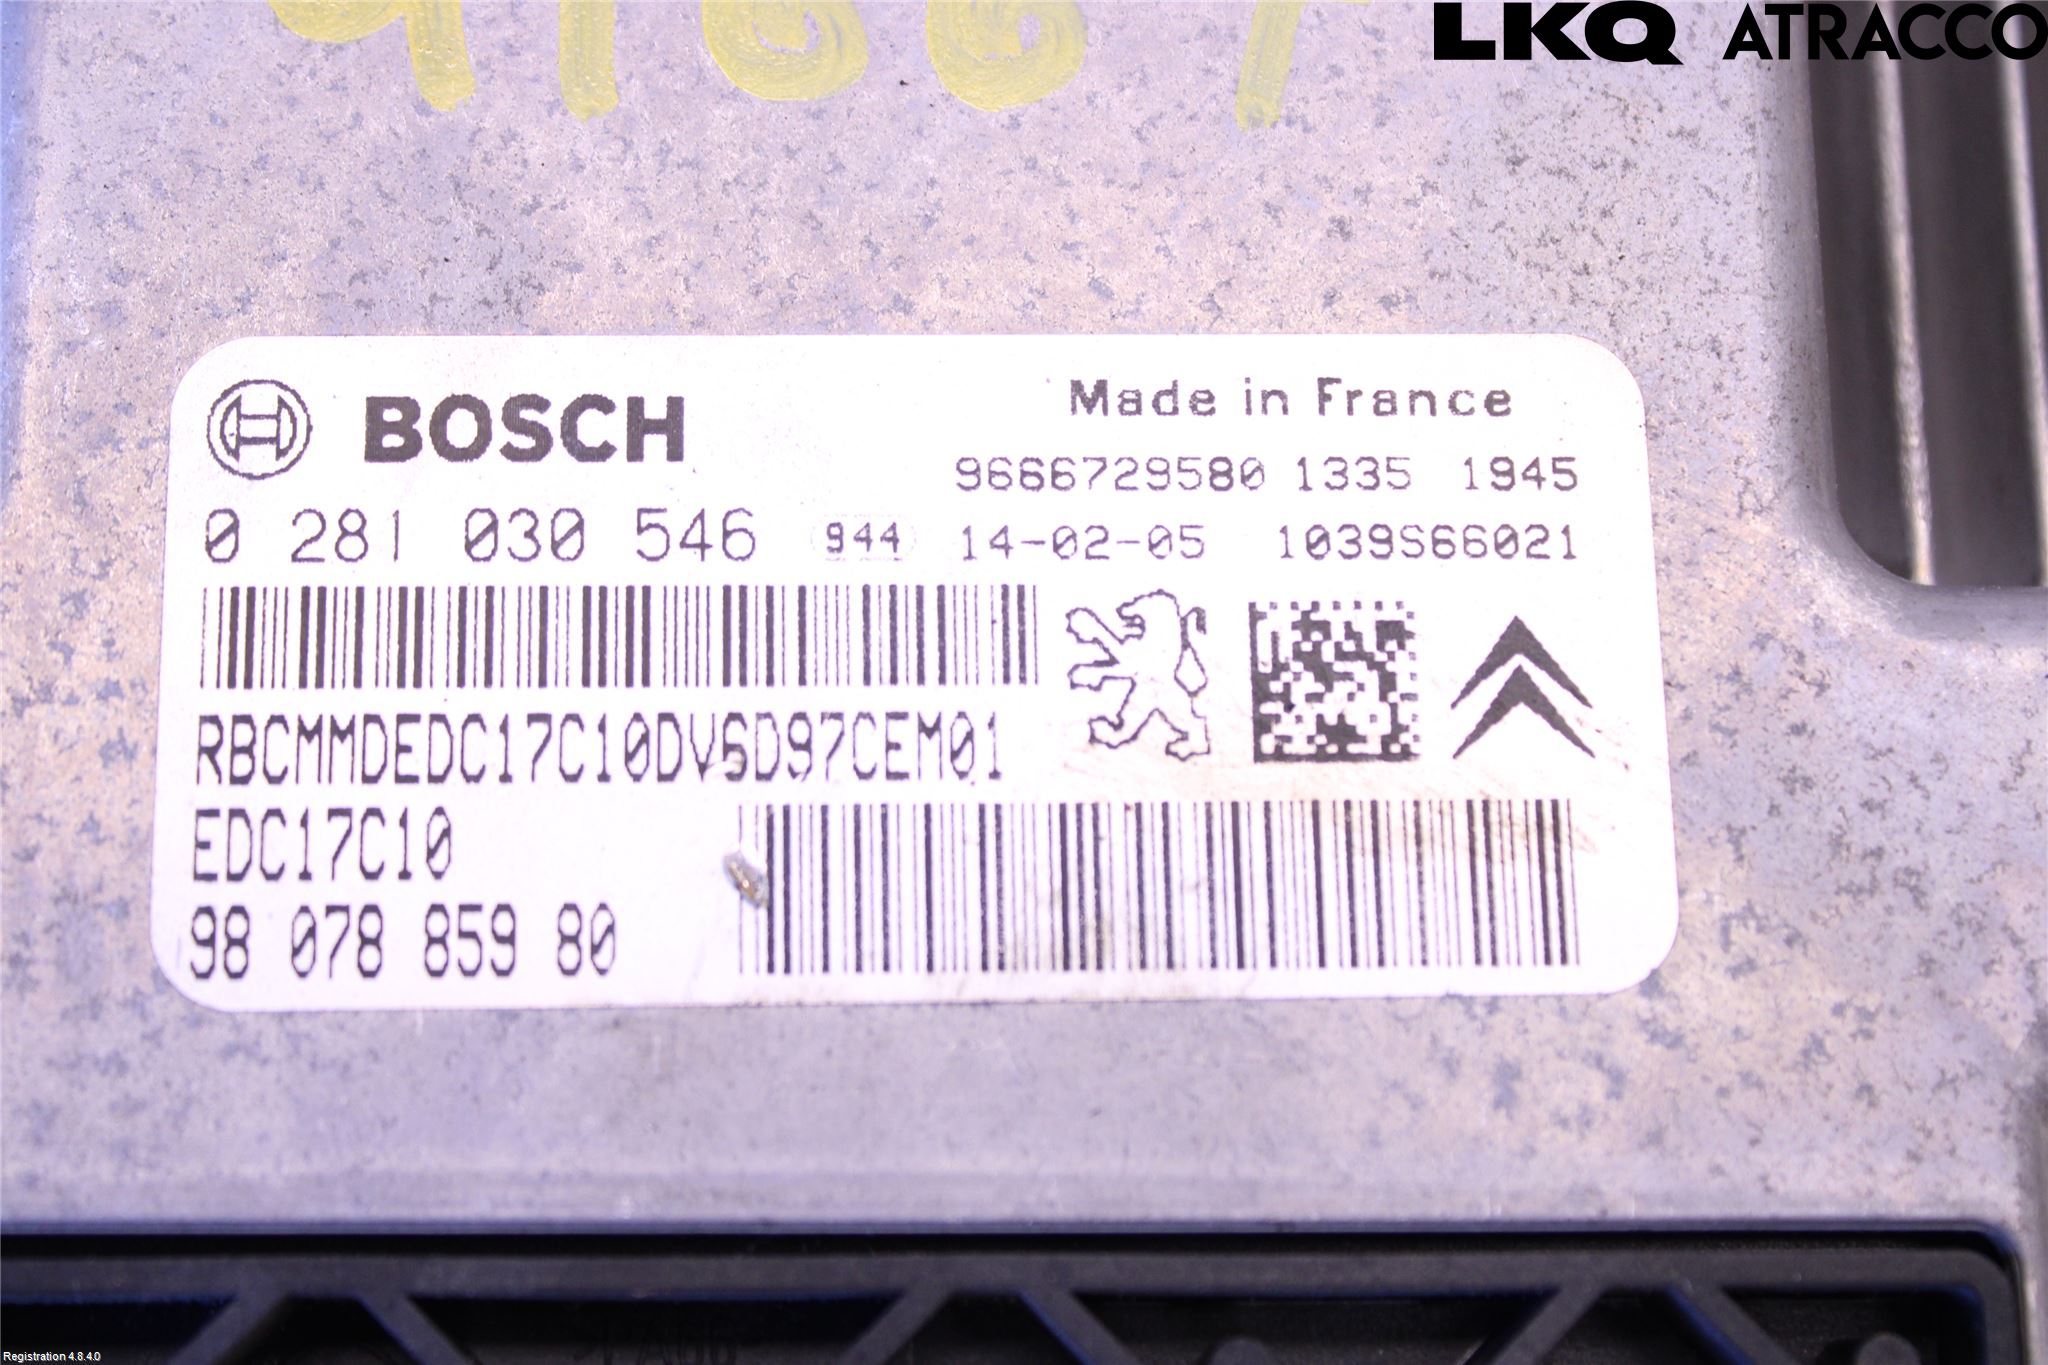 LKQ ATRACCO
BOSCH
Made in France
9666729580 1335 1945
0 281 030 546 944 14-02-05 1039S66021
RBCMMDEDC17C10DV6D97CEM01
EDC17C10
98 078 859 80
Registration 4.8.4.0